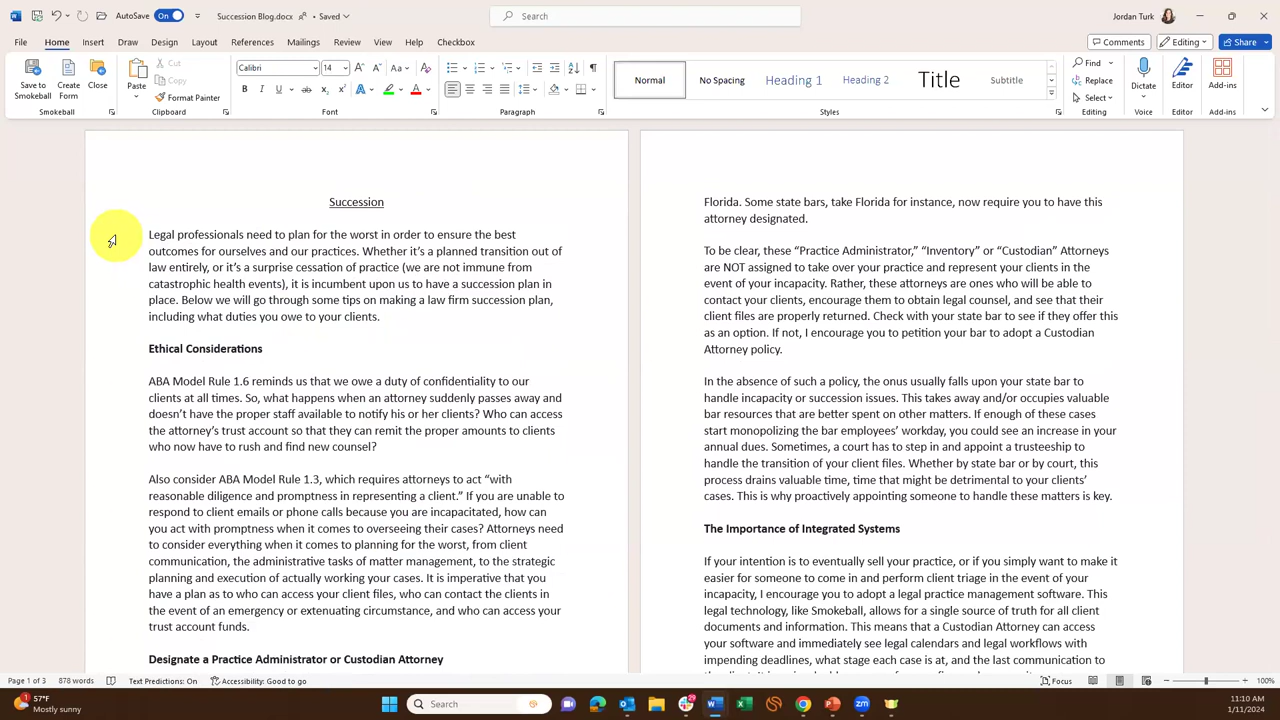 AutoSave On Succession Blog.docx Saved Search Jordan Turk
File Home Insert Draw Design Layout References Mailings Review View Help Checkbox Comments Editing Share
Save to Smokeball
Create Form
Close
Smokeball
Paste
Cut
Copy
Format Painter
Clipboard
Calibri 14
Font
Paragraph
Normal No Spacing Heading 1 Heading 2 Title Subtitle
Styles
Find
Replace
Select
Editing
Dictate
Voice
Editor
Editor
Add-ins
Add-ins
Succession
Legal professionals need to plan for the worst in order to ensure the best
outcomes for ourselves and our practices. Whether it’s a planned transition out of
law entirely, or it’s a surprise cessation of practice (we are not immune from
catastrophic health events), it is incumbent upon us to have a succession plan in
place. Below we will go through some tips on making a law firm succession plan,
including what duties you owe to your clients.
Ethical Considerations
ABA Model Rule 1.6 reminds us that we owe a duty of confidentiality to our
clients at all times. So, what happens when an attorney suddenly passes away and
doesn’t have the proper staff available to notify his or her clients? Who can access
the attorney’s trust account so that they can remit the proper amounts to clients
who now have to rush and find new counsel?
Also consider ABA Model Rule 1.3, which requires attorneys to act “with
reasonable diligence and promptness in representing a client.” If you are unable to
respond to client emails or phone calls because you are incapacitated, how can
you act with promptness when it comes to overseeing their cases? Attorneys need
to consider everything when it comes to planning for the worst, from client
communication, the administrative tasks of matter management, to the strategic
planning and execution of actually working your cases. It is imperative that you
have a plan as to who can access your client files, who can contact the clients in
the event of an emergency or extenuating circumstance, and who can access your
trust account funds.
Designate a Practice Administrator or Custodian Attorney
Florida. Some state bars, take Florida for instance, now require you to have this
attorney designated.
To be clear, these “Practice Administrator,” “Inventory” or “Custodian” Attorneys
are NOT assigned to take over your practice and represent your clients in the
event of your incapacity. Rather, these attorneys are ones who will be able to
contact your clients, encourage them to obtain legal counsel, and see that their
client files are properly returned. Check with your state bar to see if they offer this
as an option. If not, I encourage you to petition your bar to adopt a Custodian
Attorney policy.
In the absence of such a policy, the onus usually falls upon your state bar to
handle incapacity or succession issues. This takes away and/or occupies valuable
bar resources that are better spent on other matters. If enough of these cases
start monopolizing the bar employees’ workday, you could see an increase in your
annual dues. Sometimes, a court has to step in and appoint a trusteeship to
handle the transition of your client files. Whether by state bar or by court, this
process drains valuable time, time that might be detrimental to your clients’
cases. This is why proactively appointing someone to handle these matters is key.
The Importance of Integrated Systems
If your intention is to eventually sell your practice, or if you simply want to make it
easier for someone to come in and perform client triage in the event of your
incapacity, I encourage you to adopt a legal practice management software. This
legal technology, like Smokeball, allows for a single source of truth for all client
documents and information. This means that a Custodian Attorney can access
your software and immediately see legal calendars and legal workflows with
impending deadlines, what stage each case is at, and the last communication to
Page 1 of 3 878 words Text Predictions: On Accessibility: Good to go Focus 100%
57°F
Mostly sunny
Search
11:10 AM
1/11/2024